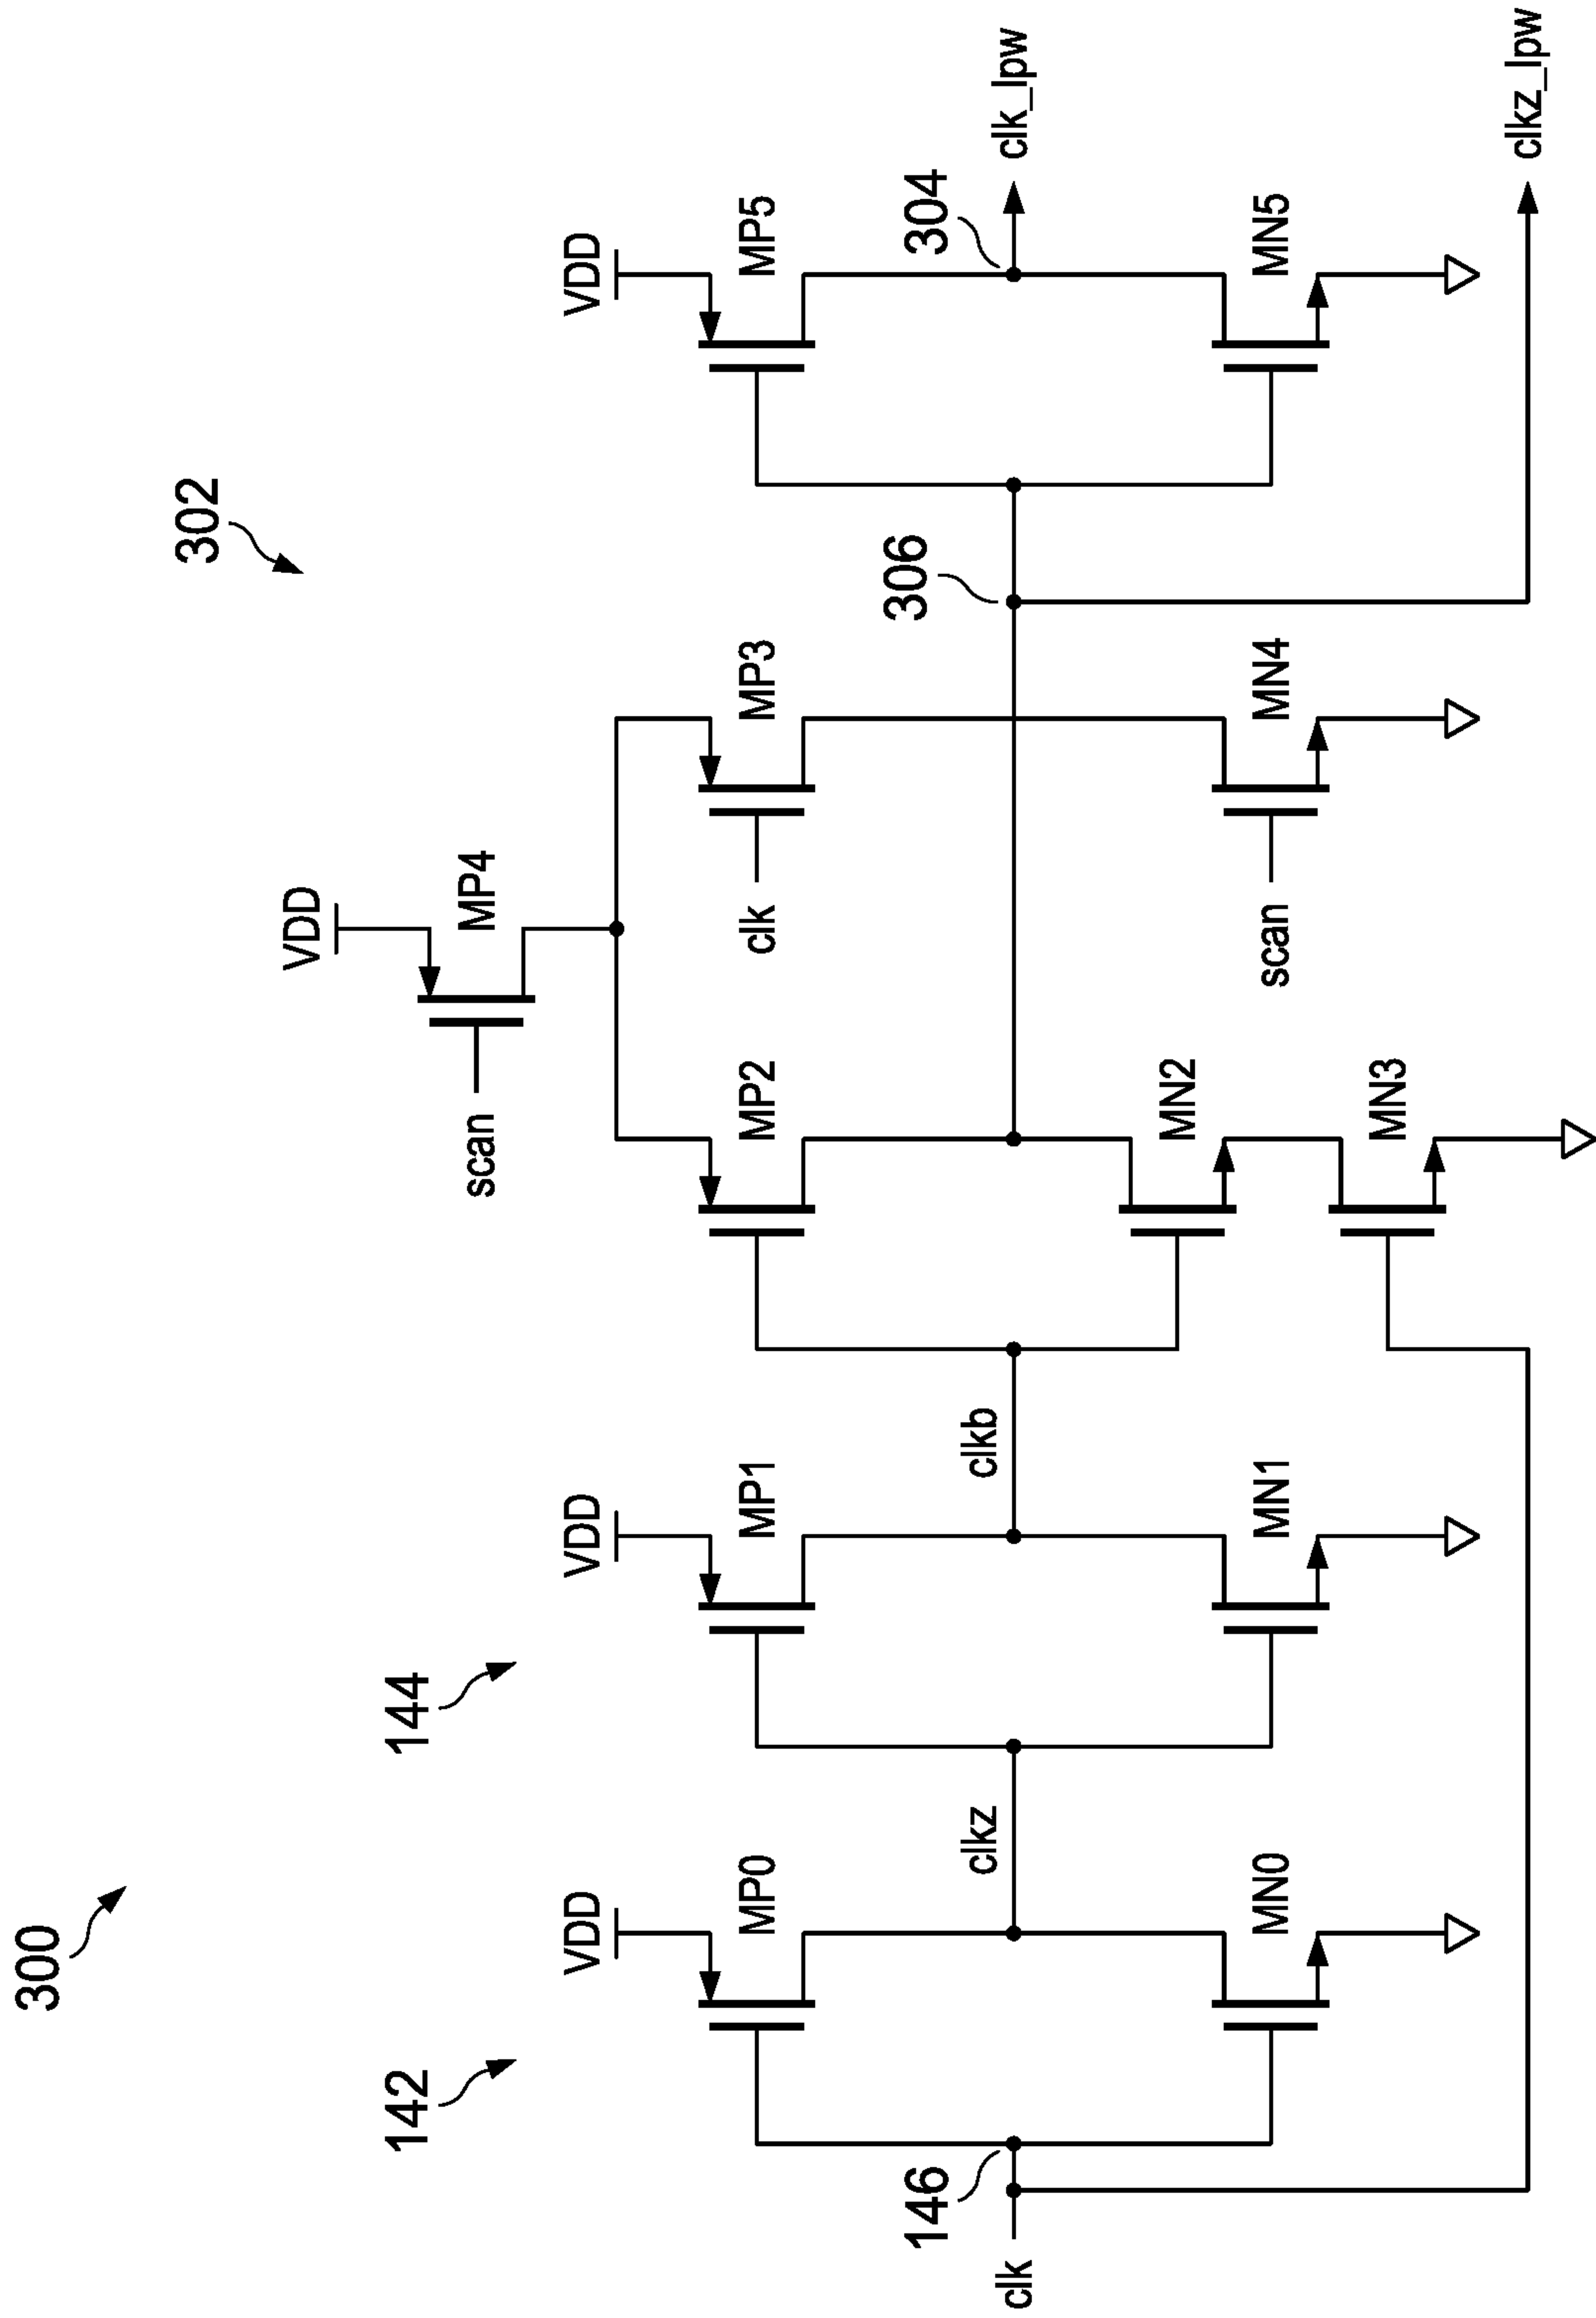 300
302
142
144
VDD
scan
MP4
VDD
MP0
VDD
MP1
MP2
clk
MP3
VDD
MP5
146
clk
clkz
clkb
306
304
clk_lpw
MN0
MN1
MN2
scan
MN4
MN5
MN3
clkz_lpw